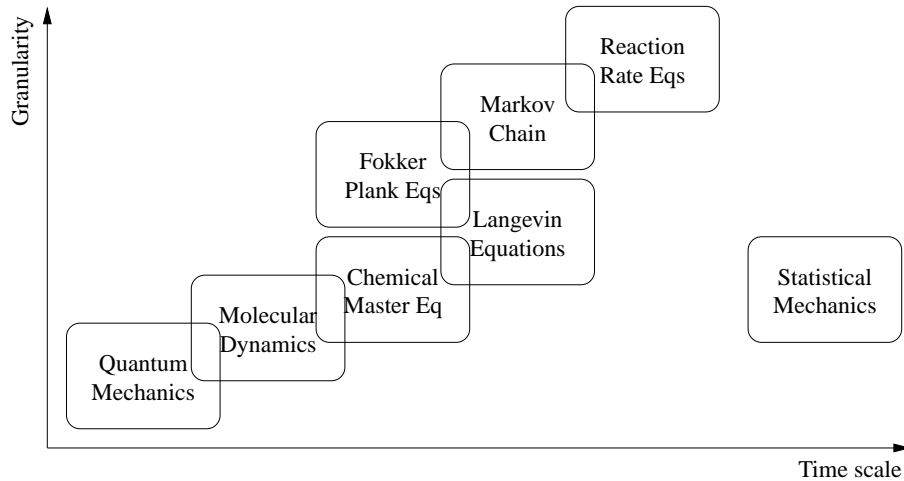 Granularity
Reaction
Rate Eqs
Markov
Chain
Fokker
Plank Eqs
Langevin
Equations
Chemical
Master Eq
Statistical
Mechanics
Molecular
Dynamics
Quantum
Mechanics
Time scale